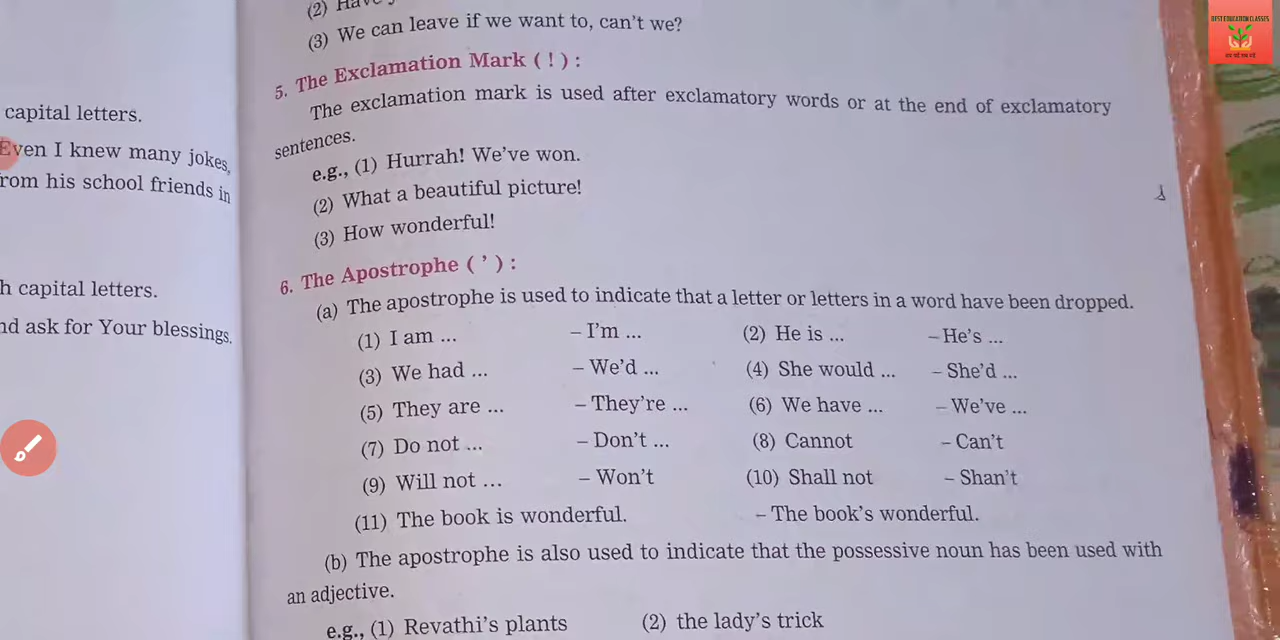 capital letters.
Even I knew many jokes,
rom his school friends in
h capital letters.
nd ask for Your blessings.
(2) Have
(3) We can leave if we want to, can't we?
5. The Exclamation Mark ( ! ) :
The exclamation mark is used after exclamatory words or at the end of exclamatory
sentences.
e.g., (1) Hurrah! We've won.
(2) What a beautiful picture!
(3) How wonderful!
6. The Apostrophe ( ' ) :
(a) The apostrophe is used to indicate that a letter or letters in a word have been dropped.
(1) I am ... – I'm ... (2) He is ... – He's ...
(3) We had ... – We'd ... (4) She would ... – She'd ...
(5) They are ... – They're ... (6) We have ... – We've ...
(7) Do not ... – Don't ... (8) Cannot – Can't
(9) Will not ... – Won't (10) Shall not – Shan't
(11) The book is wonderful. – The book's wonderful.
(b) The apostrophe is also used to indicate that the possessive noun has been used with
an adjective.
e.g., (1) Revathi's plants (2) the lady's trick
BEST EDUCATION CLASSES